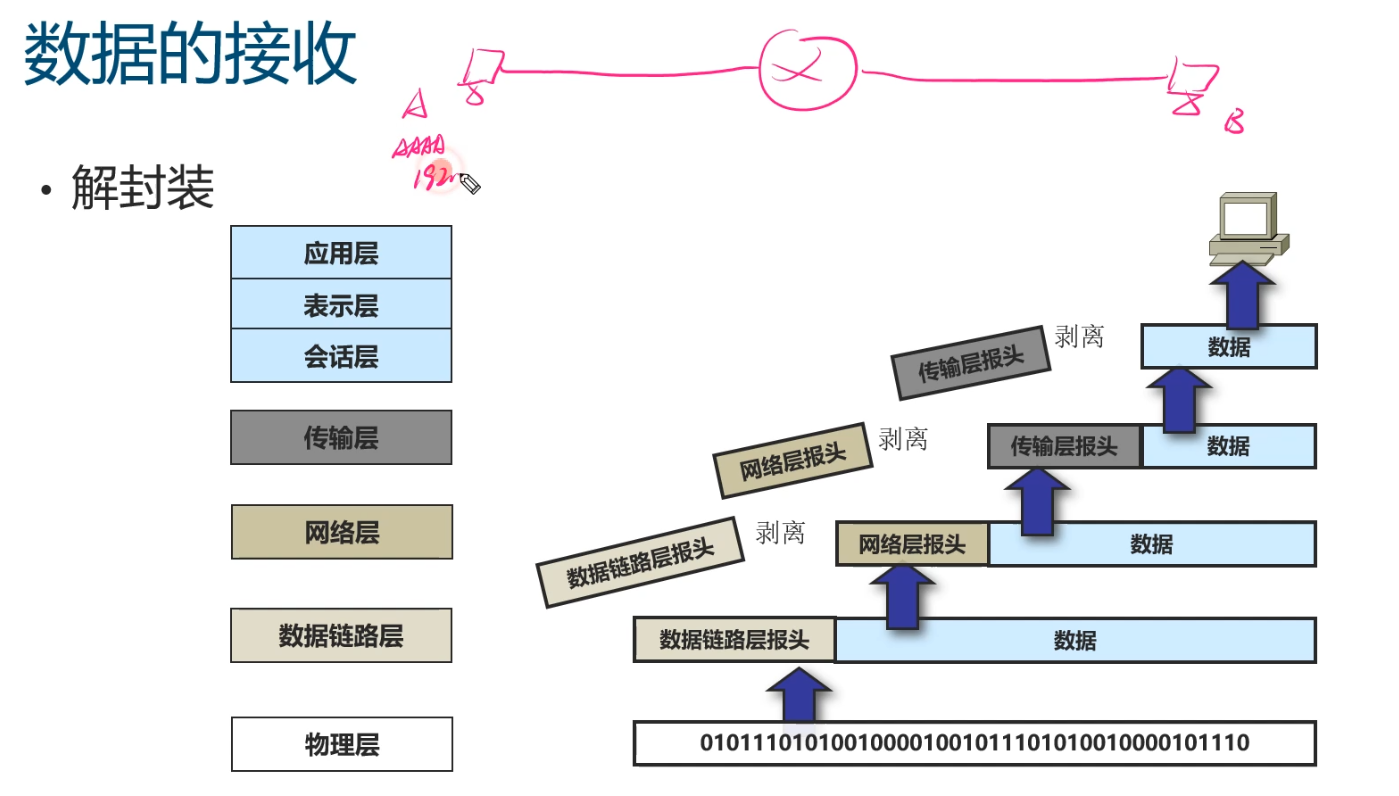 数据的接收
A
B
AAAA
192
• 解封装
应用层
表示层
会话层
传输层
网络层
数据链路层
物理层
传输层报头
剥离
数据
网络层报头
剥离
传输层报头
数据
数据链路层报头
剥离
网络层报头
数据
数据链路层报头
数据
010111010100100001001011101010010000101110